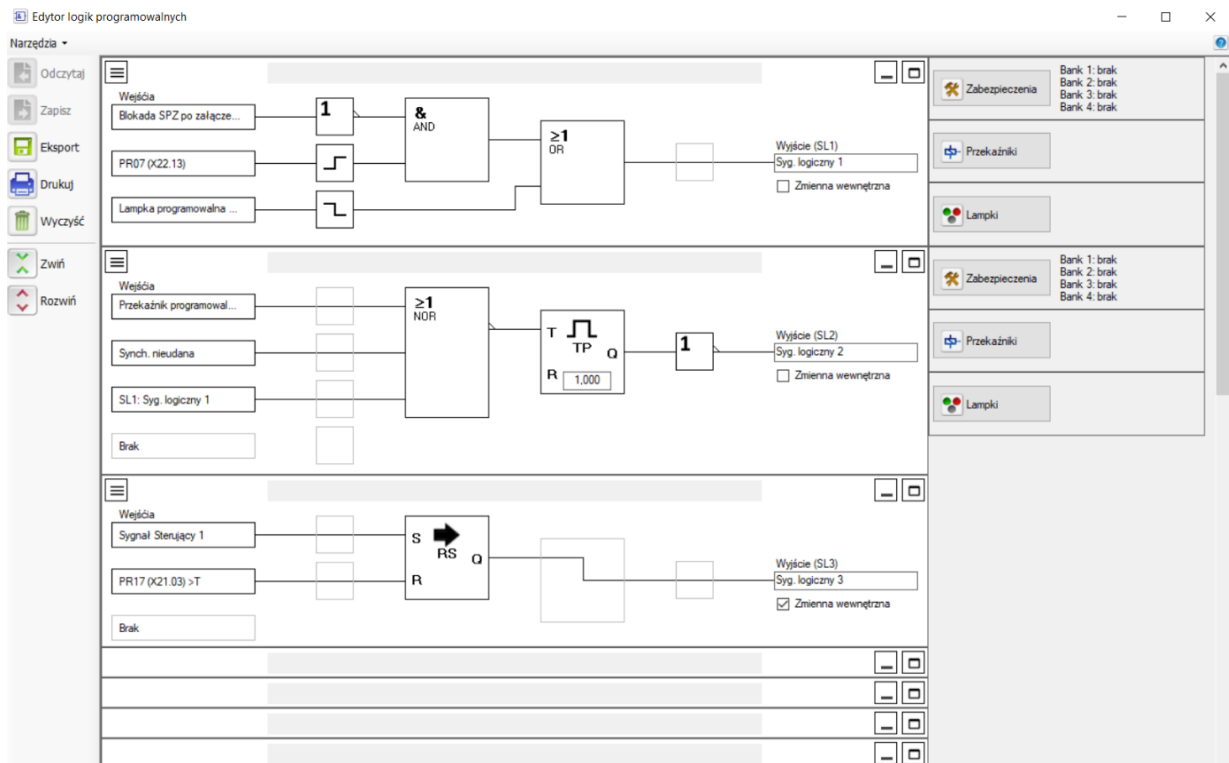 Edytor logik programowalnych
Narzędzia
Odczytaj
Zapisz
Eksport
Drukuj
Wyczyść
Zwiń
Rozwiń
Wejścia
Blokada SPZ po załącze...
PR07 (X22.13)
Lampka programowalna ...
1
&
AND
≥1
OR
Wyjście (SL1)
Syg. logiczny 1
Zmienna wewnętrzna
Zabezpieczenia
Bank 1: brak
Bank 2: brak
Bank 3: brak
Bank 4: brak
Przekaźniki
Lampki
Wejścia
Przekaźnik programowal...
Synch. nieudana
SL1: Syg. logiczny 1
Brak
≥1
NOR
T
TP
Q
R
1,000
1
Wyjście (SL2)
Syg. logiczny 2
Zmienna wewnętrzna
Zabezpieczenia
Bank 1: brak
Bank 2: brak
Bank 3: brak
Bank 4: brak
Przekaźniki
Lampki
Wejścia
Sygnał Sterujący 1
PR17 (X21.03) >T
Brak
S
RS
Q
R
Wyjście (SL3)
Syg. logiczny 3
Zmienna wewnętrzna